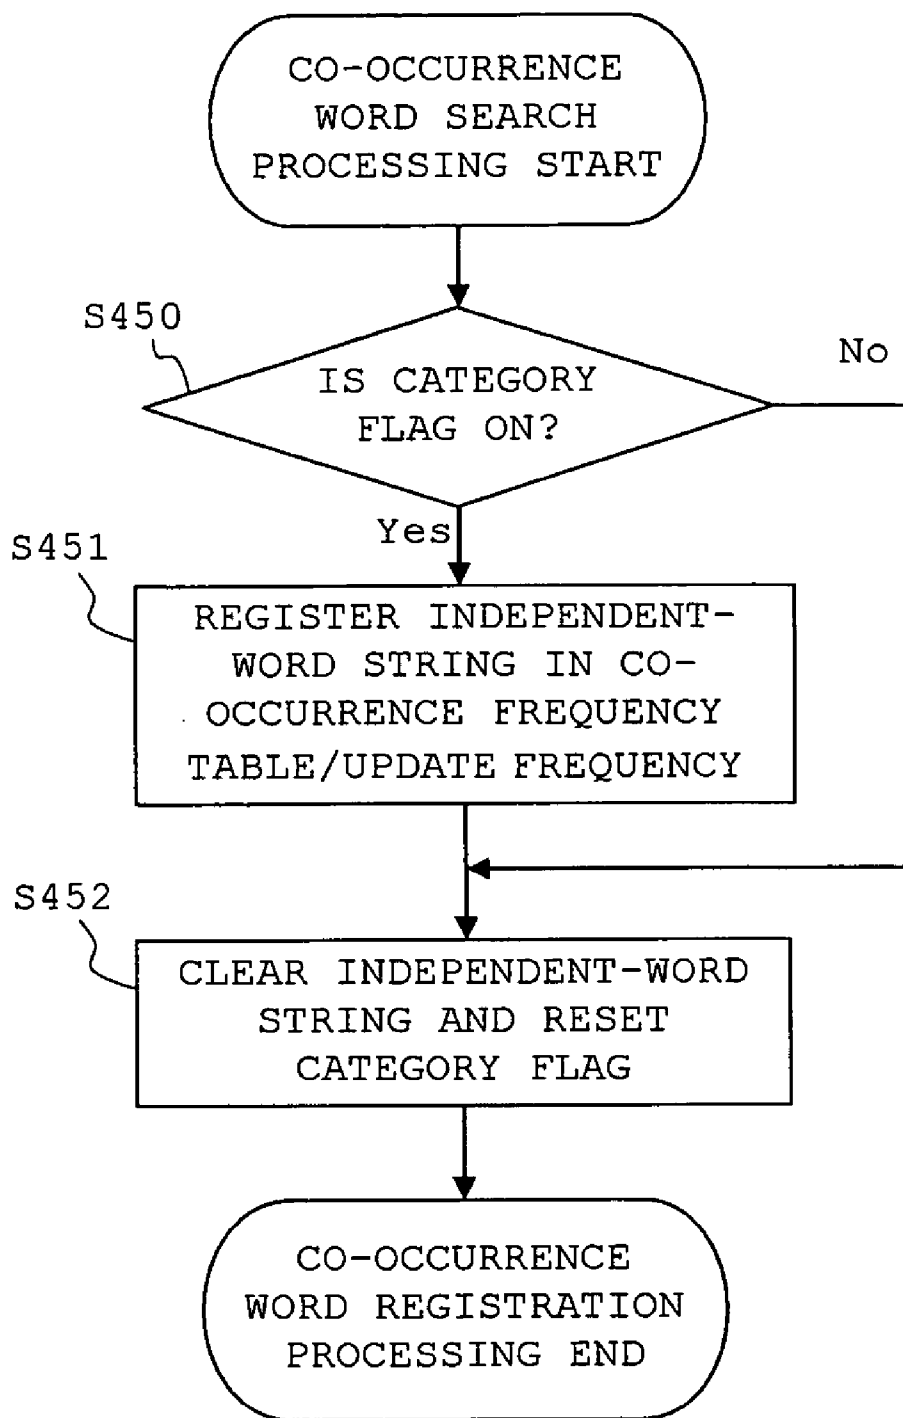 CO-OCCURRENCE
WORD SEARCH
PROCESSING START
S450
No
IS CATEGORY
FLAG ON?
Yes
S451
REGISTER INDEPENDENT-
WORD STRING IN CO-
OCCURRENCE FREQUENCY
TABLE/UPDATE FREQUENCY
S452
CLEAR INDEPENDENT-WORD
STRING AND RESET
CATEGORY FLAG
CO-OCCURRENCE
WORD REGISTRATION
PROCESSING END